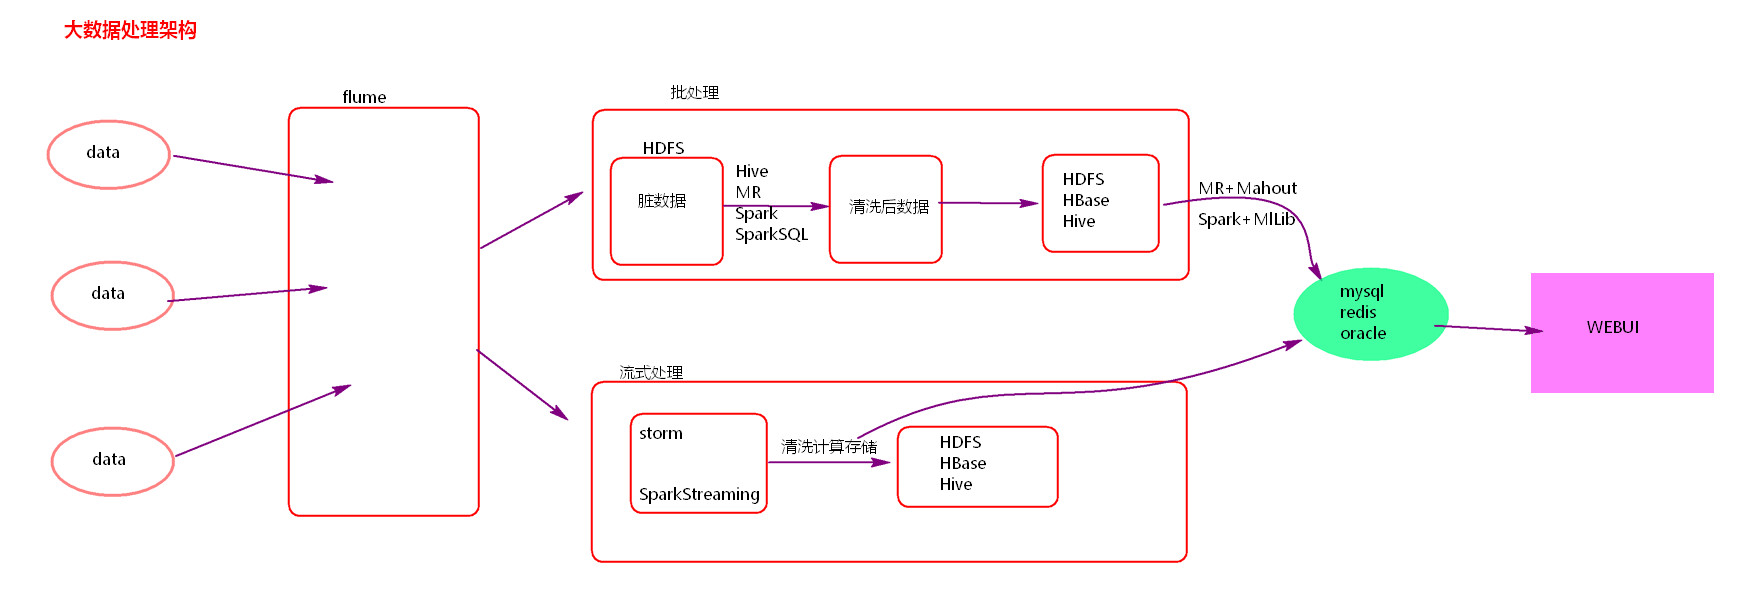 大数据处理架构
flume
data
data
data
批处理
HDFS
脏数据
Hive
MR
Spark
SparkSQL
清洗后数据
HDFS
HBase
Hive
MR+Mahout
Spark+MlLib
流式处理
storm
SparkStreaming
清洗计算存储
HDFS
HBase
Hive
mysql
redis
oracle
WEBUI